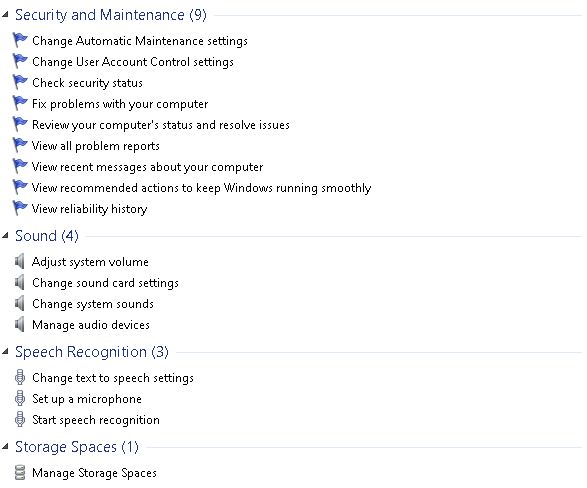 Security and Maintenance (9)
Change Automatic Maintenance settings
Change User Account Control settings
Check security status
Fix problems with your computer
Review your computer's status and resolve issues
View all problem reports
View recent messages about your computer
View recommended actions to keep Windows running smoothly
View reliability history
Sound (4)
Adjust system volume
Change sound card settings
Change system sounds
Manage audio devices
Speech Recognition (3)
Change text to speech settings
Set up a microphone
Start speech recognition
Storage Spaces (1)
Manage Storage Spaces